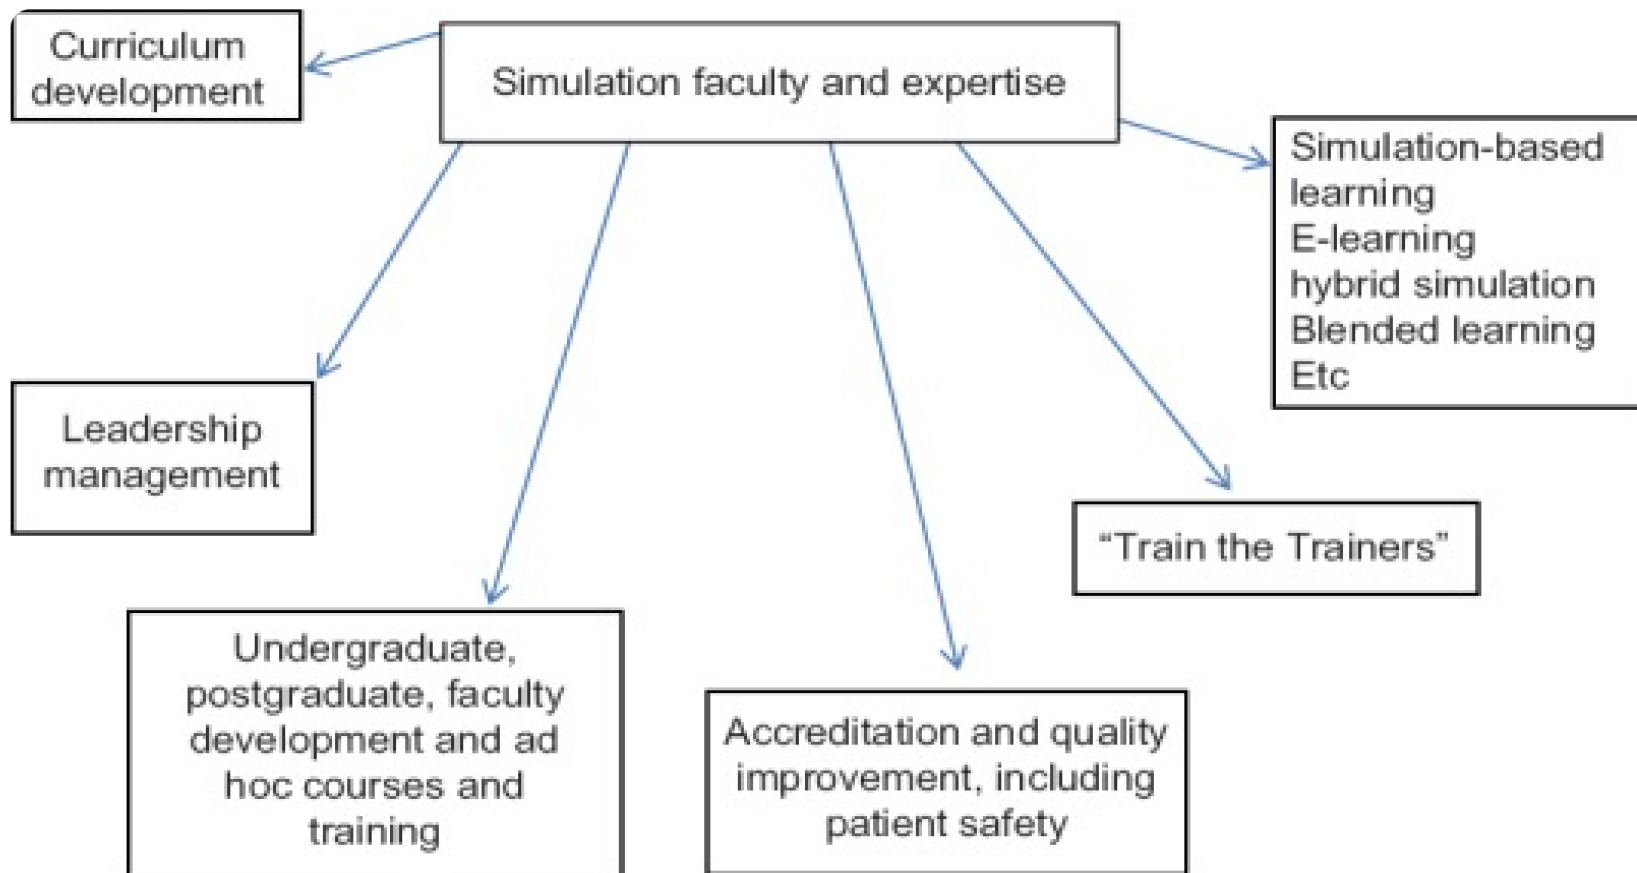 Curriculum
development
Simulation faculty and expertise
Simulation-based
learning
E-learning
hybrid simulation
Blended learning
Etc
Leadership
management
“Train the Trainers”
Undergraduate,
postgraduate, faculty
development and ad
hoc courses and
training
Accreditation and quality
improvement, including
patient safety